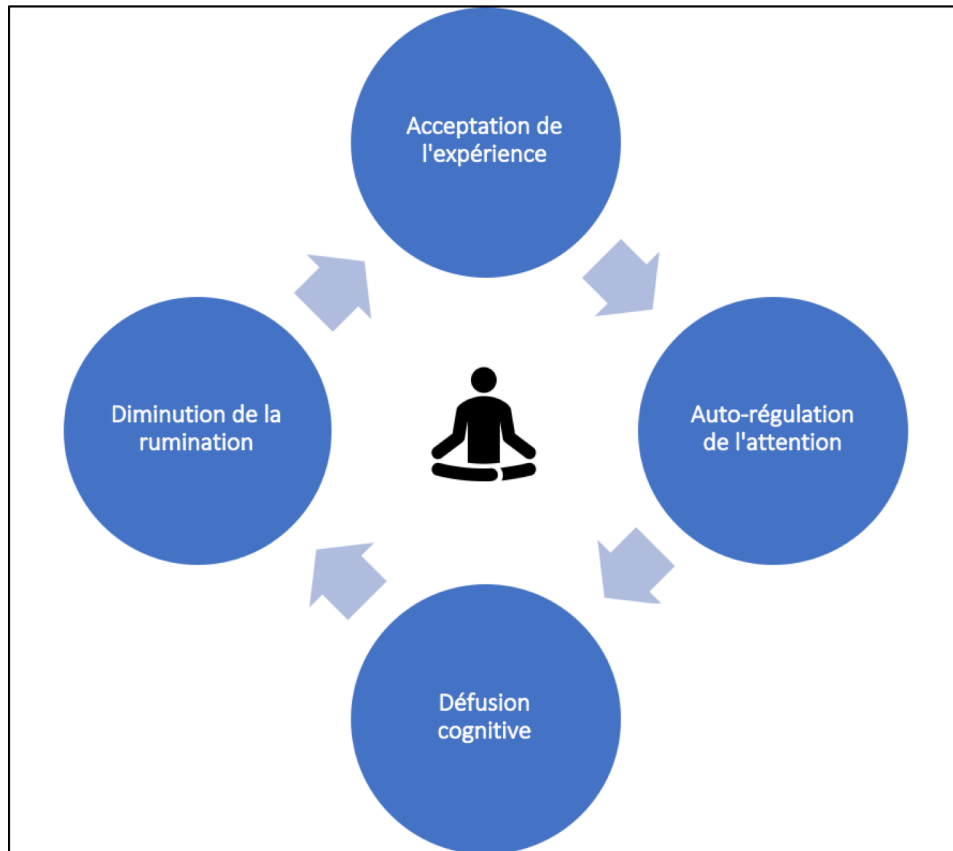 Acceptation de
l'expérience
Diminution de la
rumination
Auto-régulation
de l'attention
Défusion
cognitive